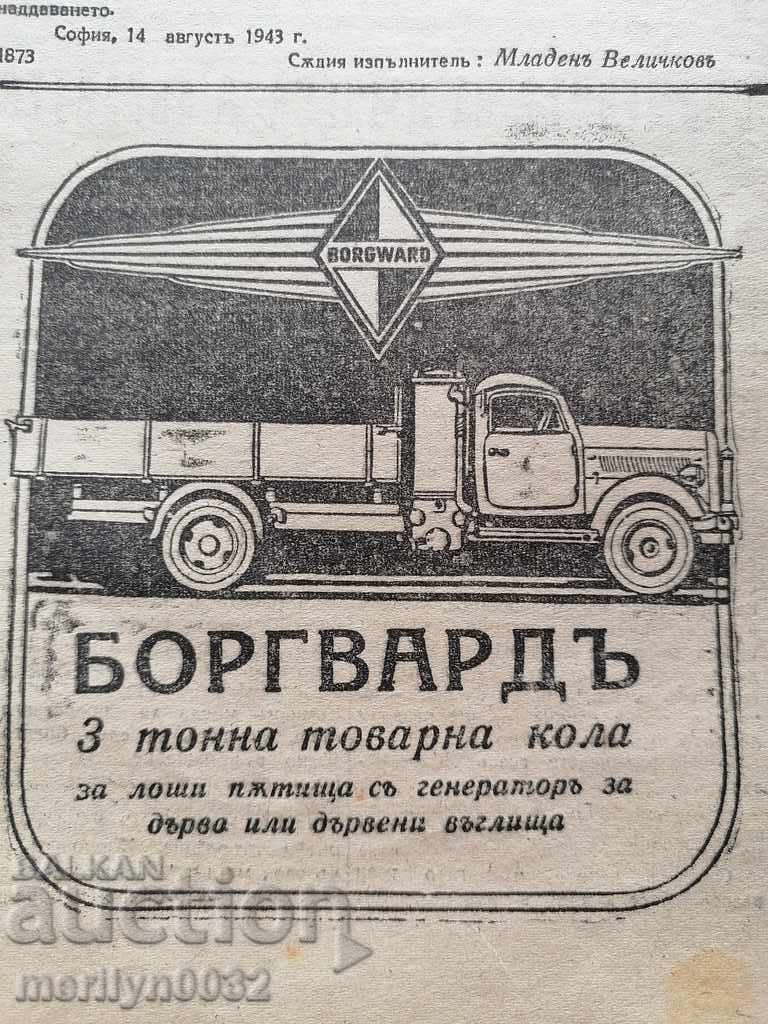 наддаването.
София, 14 августъ 1943 г.
1873
Сѫдия изпълнитель: Младенъ Величковъ
BORGWARD
БОРГВАРДЪ
3 тонна товарна кола
за лоши пѫтища съ генераторъ за
дърва или дървени въглища
BALKAN
auction
merilyn0032